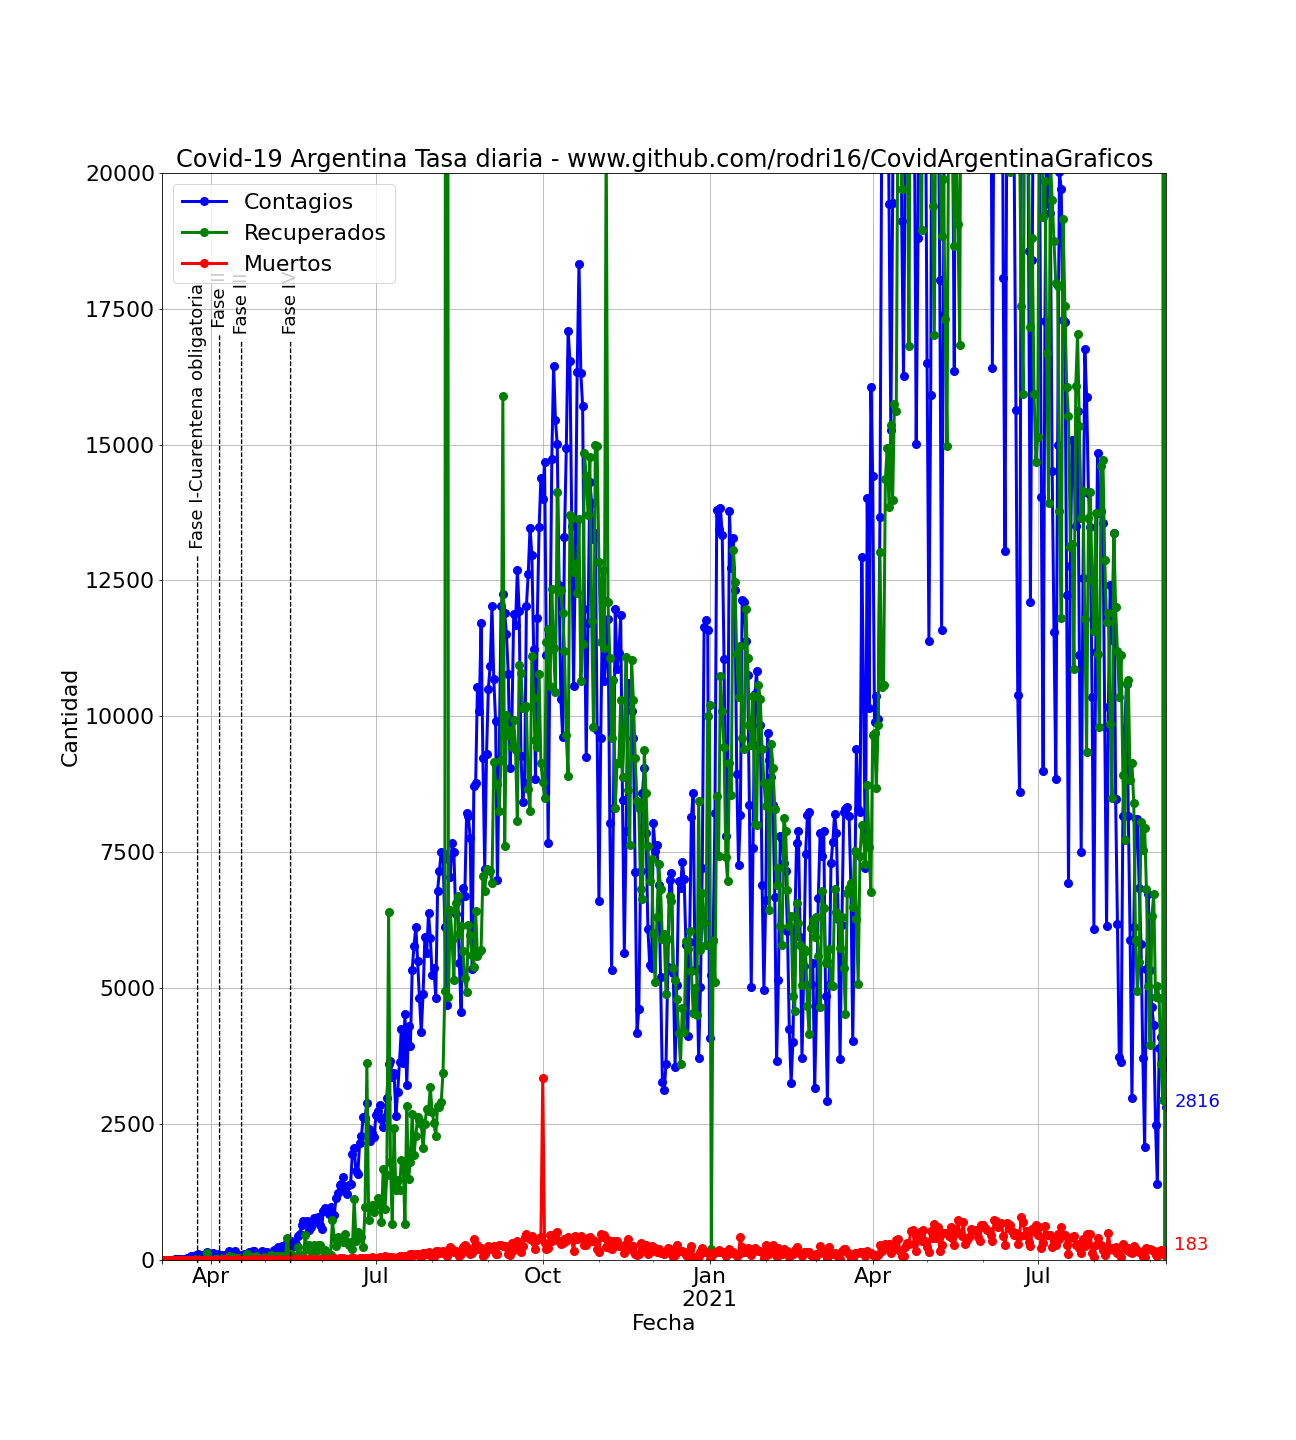 Covid-19 Argentina Tasa diaria - www.github.com/rodri16/CovidArgentinaGraficos
Contagios
Recuperados
Muertos
Fase I-Cuarentena obligatoria
Fase II
Fase III
Fase IV
20000
17500
15000
12500
10000
7500
5000
2500
0
Cantidad
2816
183
Apr
Jul
Oct
Jan
2021
Apr
Jul
Fecha